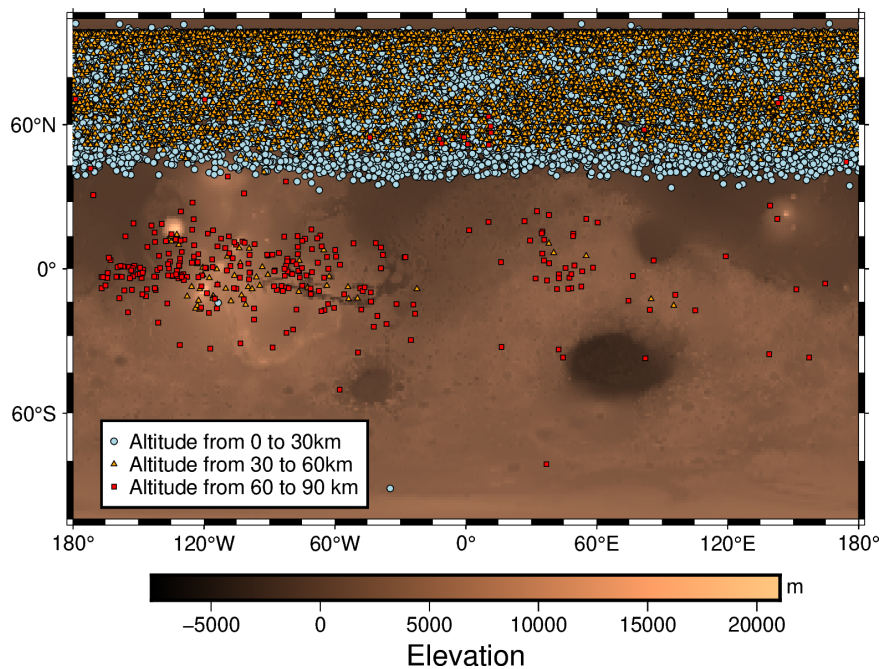 60°N
0°
60°S
Altitude from 0 to 30km
Altitude from 30 to 60km
Altitude from 60 to 90 km
180° 120°W 60°W 0° 60°E 120°E 180°
m
−5000 0 5000 10000 15000 20000
Elevation